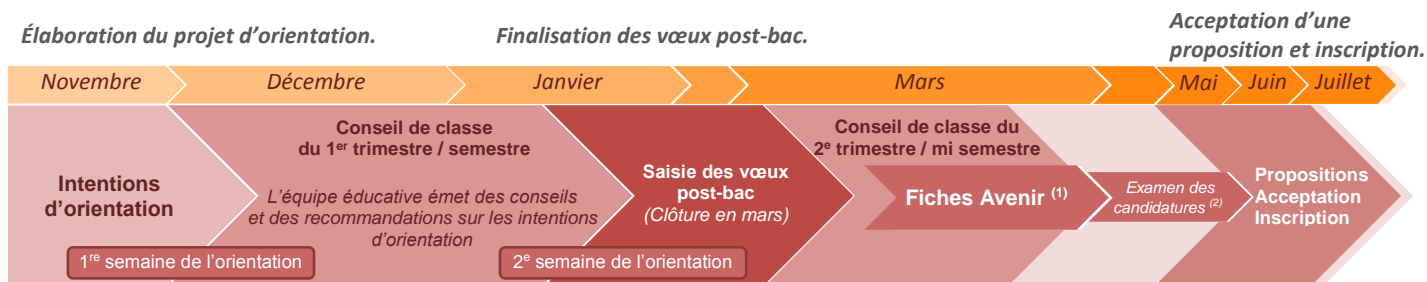 Élaboration du projet d’orientation.
Finalisation des vœux post-bac.
Acceptation d’une
proposition et inscription.
Novembre
Décembre
Janvier
Mars
Mai
Juin
Juillet
Intentions
d’orientation
1re semaine de l’orientation
Conseil de classe
du 1er trimestre / semestre
L’équipe éducative émet des conseils
et des recommandations sur les intentions
d’orientation
2e semaine de l’orientation
Saisie des vœux
post-bac
(Clôture en mars)
Conseil de classe du
2e trimestre / mi semestre
Fiches Avenir (1)
Examen des
candidatures (2)
Propositions
Acceptation
Inscription